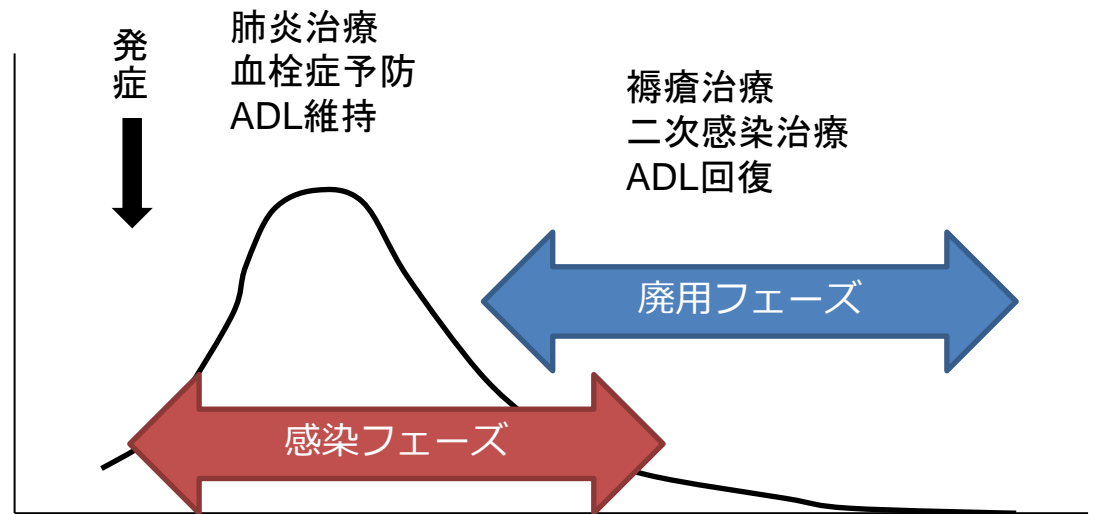 発症
肺炎治療
血栓症予防
ADL維持
褥瘡治療
二次感染治療
ADL回復
廃用フェーズ
感染フェーズ